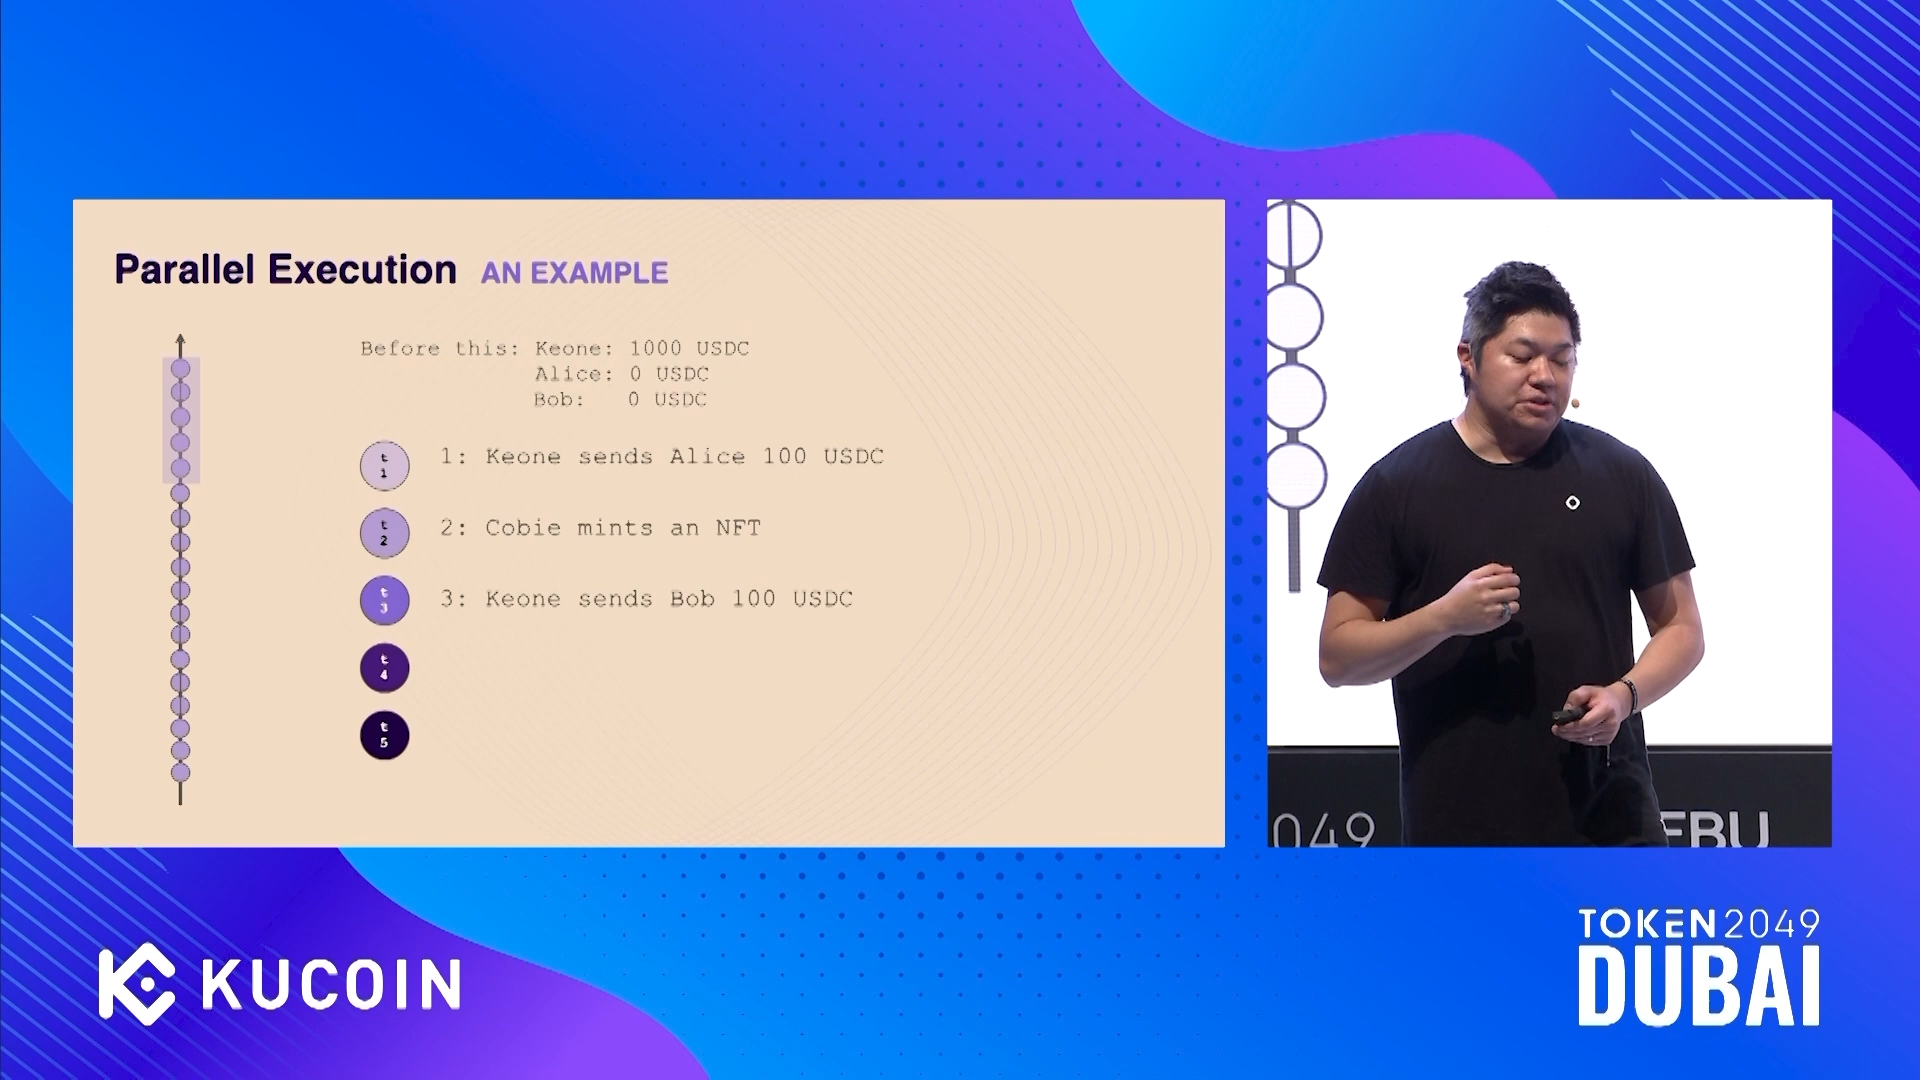 Parallel Execution AN EXAMPLE
Before this: Keone: 1000 USDC
Alice: 0 USDC
Bob: 0 USDC
t
1
1: Keone sends Alice 100 USDC
t
2
2: Cobie mints an NFT
t
3
3: Keone sends Bob 100 USDC
t
4
t
5
049
EBU
KUCOIN
TOKEN2049
DUBAI